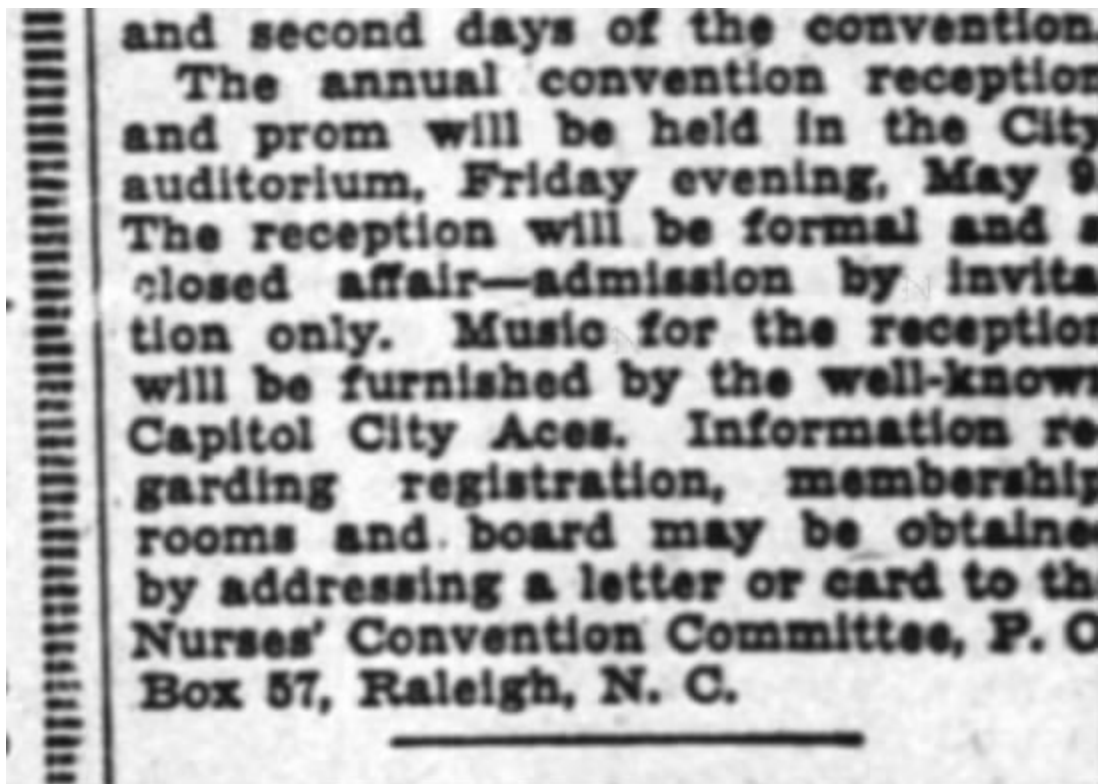 and second days of the convention.
The annual convention reception
and prom will be held in the City
auditorium, Friday evening, May 9.
The reception will be formal and a
closed affair—admission by invita-
tion only. Music for the reception
will be furnished by the well-known
Capitol City Aces. Information re-
garding registration, membership
rooms and board may be obtained
by addressing a letter or card to the
Nurses' Convention Committee, P. O
Box 57, Raleigh, N. C.